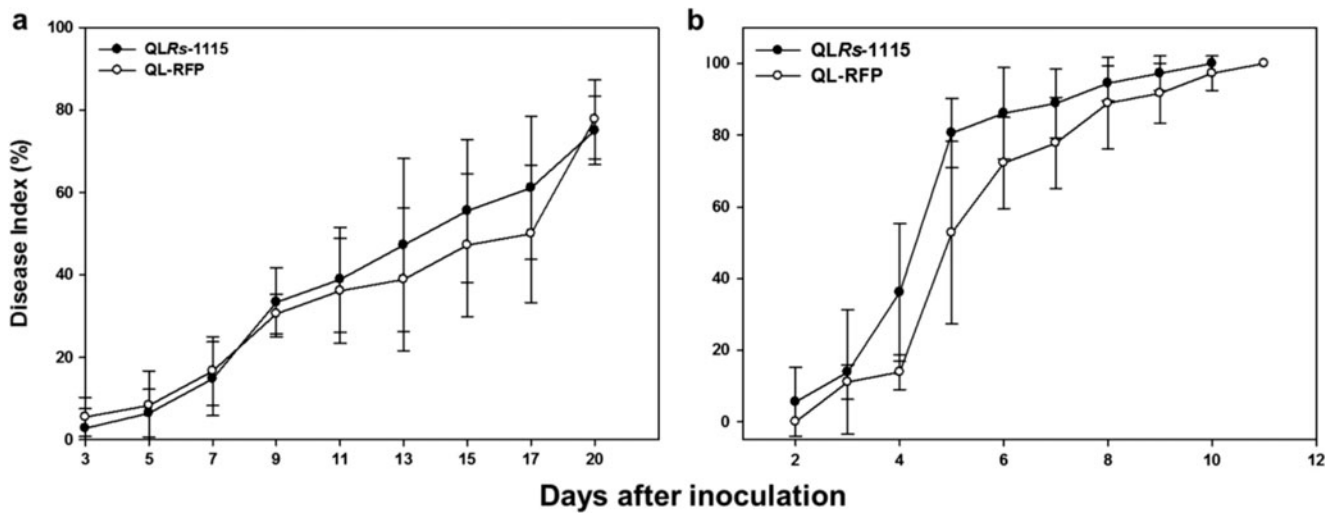 a
QLRs-1115
QL-RFP
100
80
60
40
20
0
Disease Index (%)
3 5 7 9 11 13 15 17 20
b
QLRs-1115
QL-RFP
100
80
60
40
20
0
2 4 6 8 10 12
Days after inoculation